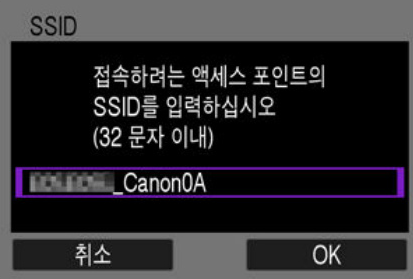 SSID
접속하려는 액세스 포인트의
SSID를 입력하십시오
(32 문자 이내)
_Canon0A
취소
OK